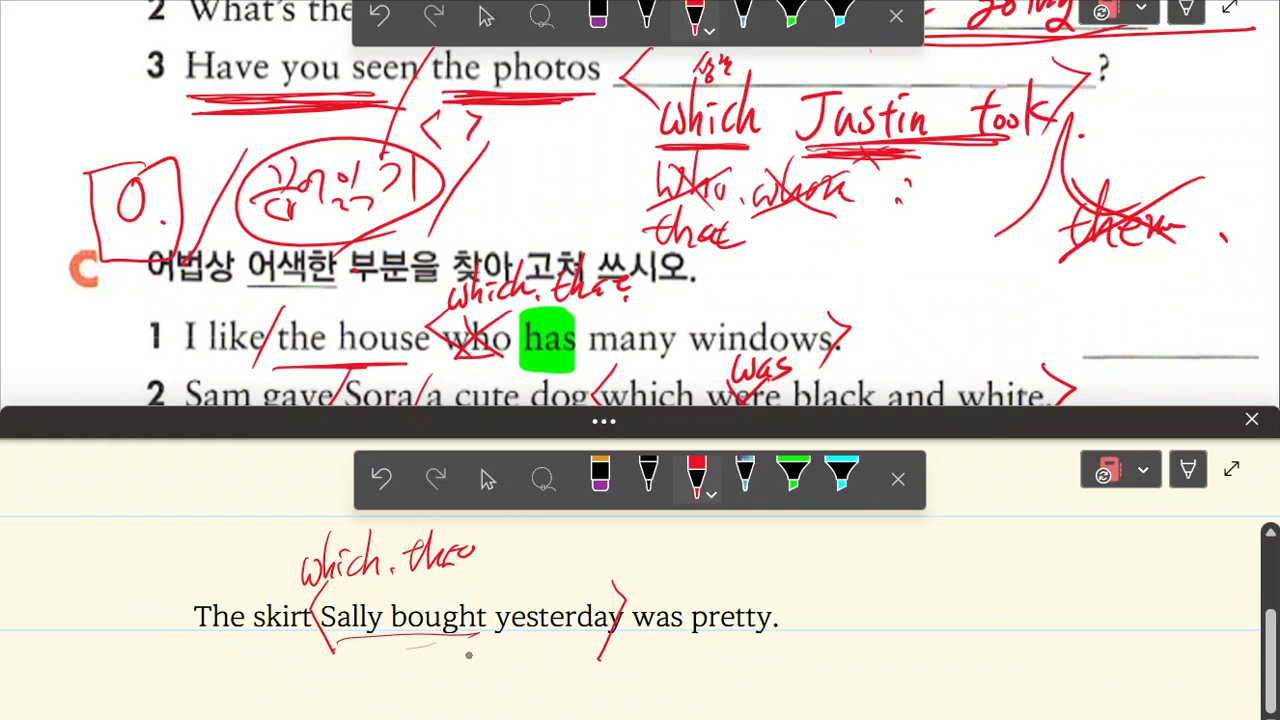 2 What's the going
3 Have you seen the photos < 생략 > ?
which Justin took .
< >
O. 끊어읽기
who. whom :
that them .
C 어법상 어색한 부분을 찾아 고쳐 쓰시오.
which. that.
1 I like the house who has many windows.
was
2 Sam gave Sora a cute dog which were black and white.
which. that
The skirt Sally bought yesterday was pretty.